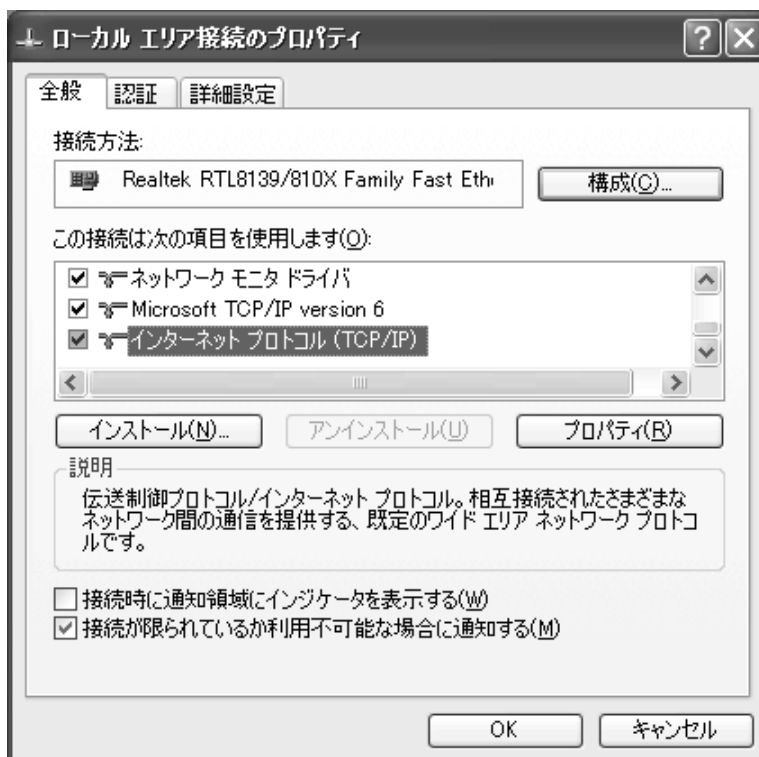 ローカル エリア接続のプロパティ
全般 認証 詳細設定
接続方法:
Realtek RTL8139/810X Family Fast Eth
構成(C)...
この接続は次の項目を使用します(O):
ネットワーク モニタ ドライバ
Microsoft TCP/IP version 6
インターネット プロトコル (TCP/IP)
インストール(N)... アンインストール(U) プロパティ(R)
説明
伝送制御プロトコル/インターネット プロトコル。相互接続されたさまざまな
ネットワーク間の通信を提供する、既定のワイド エリア ネットワーク プロトコ
ルです。
接続時に通知領域にインジケータを表示する(W)
接続が限られているか利用不可能な場合に通知する(M)
OK キャンセル